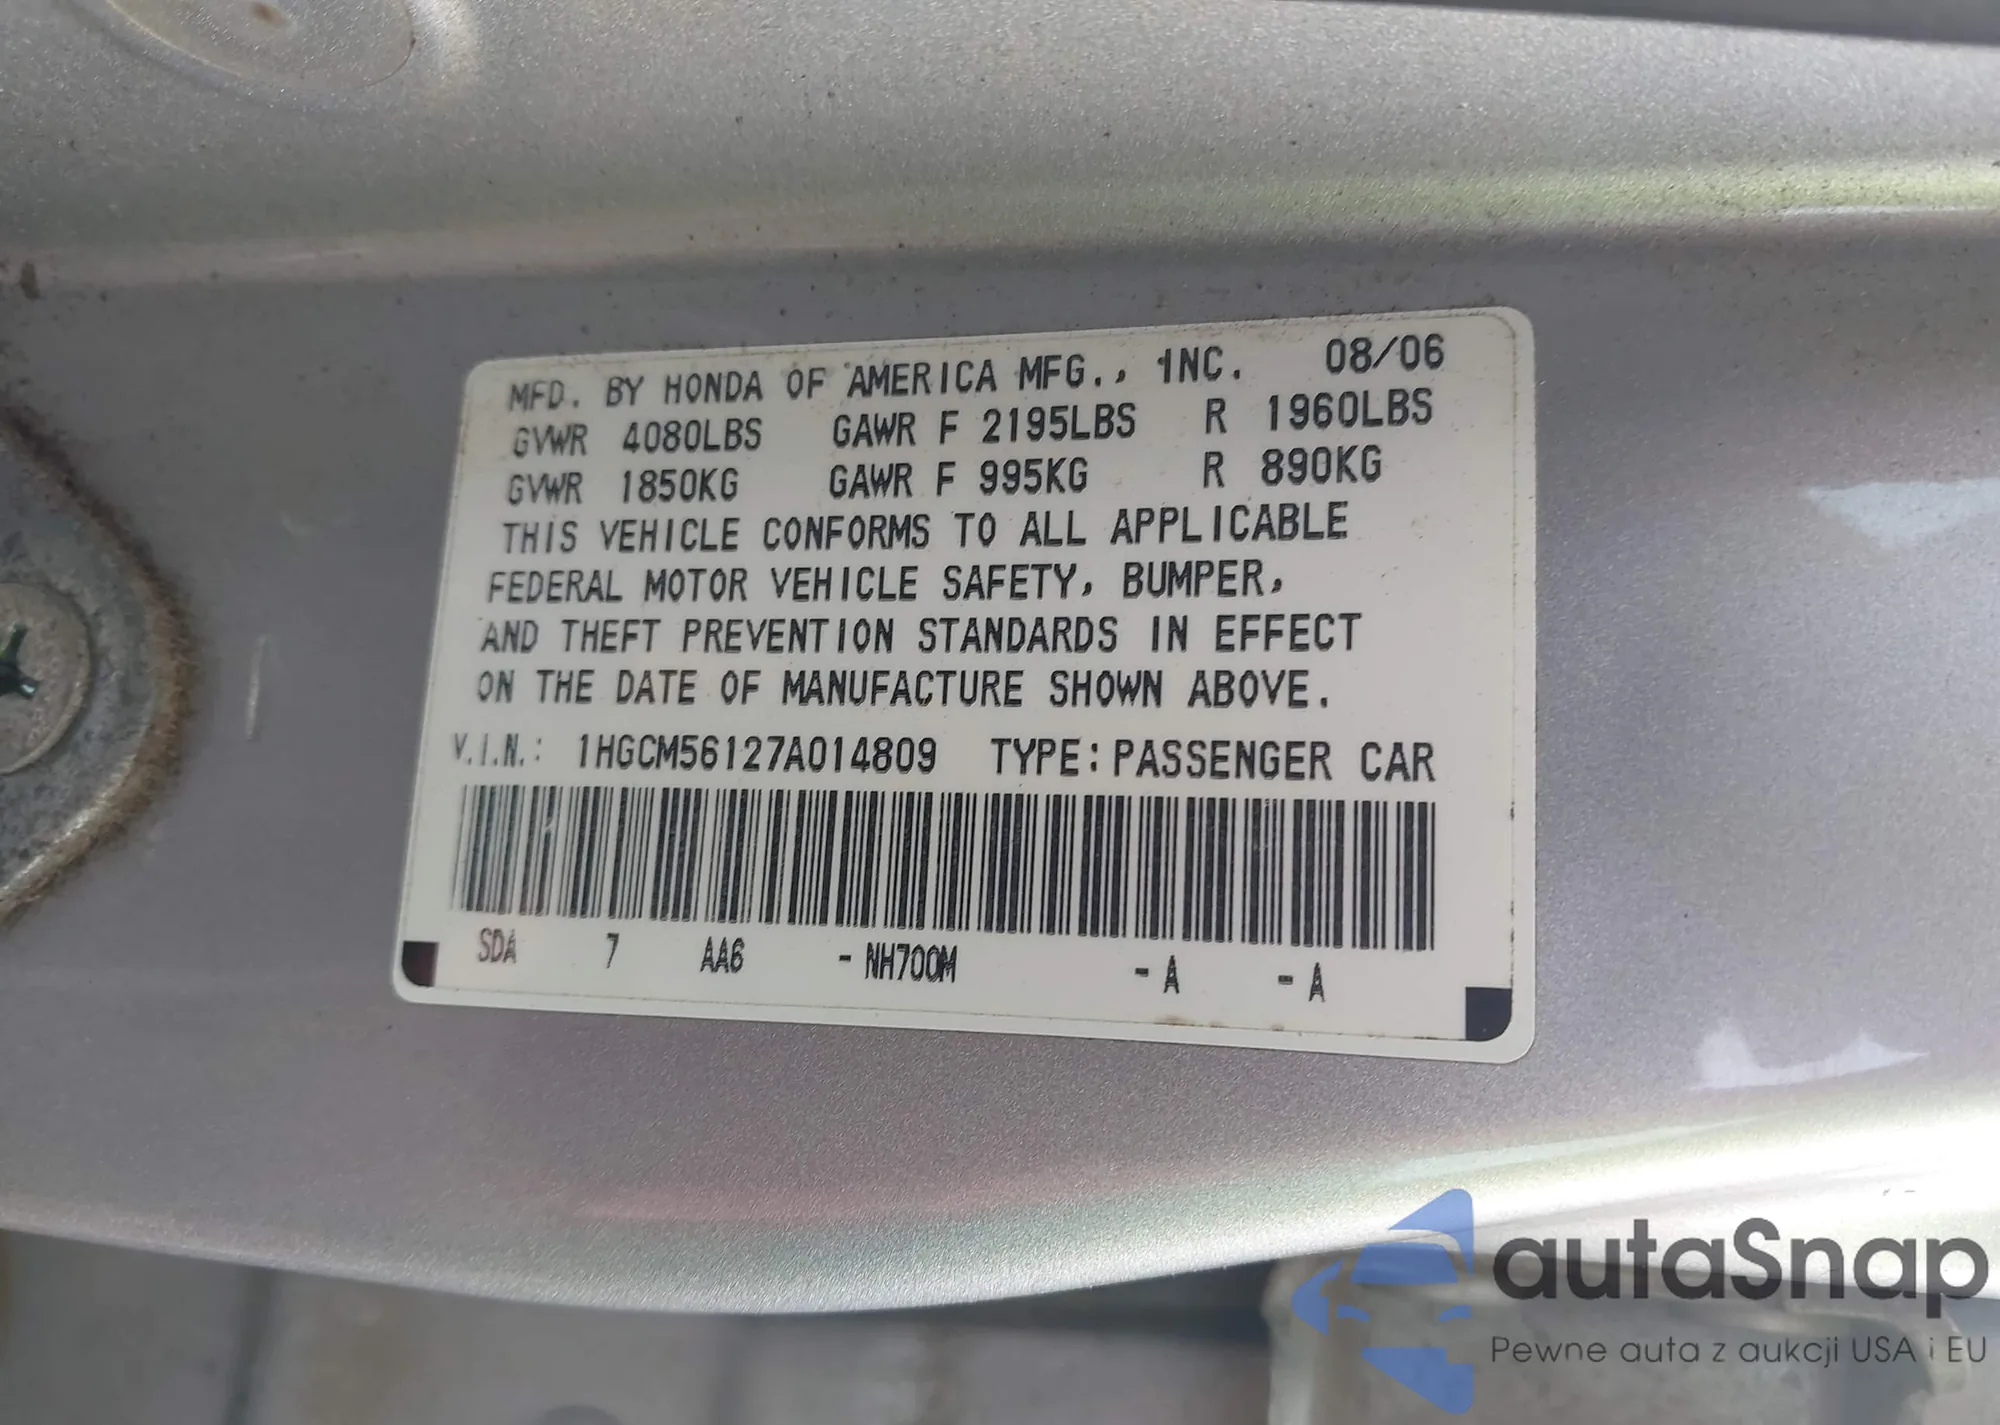 MFD. BY HONDA OF AMERICA MFG., INC. 08/06
GVWR 4080LBS GAWR F 2195LBS R 1960LBS
GVWR 1850KG GAWR F 995KG R 890KG
THIS VEHICLE CONFORMS TO ALL APPLICABLE
FEDERAL MOTOR VEHICLE SAFETY, BUMPER,
AND THEFT PREVENTION STANDARDS IN EFFECT
ON THE DATE OF MANUFACTURE SHOWN ABOVE.
V.I.N.: 1HGCM56127A014809 TYPE: PASSENGER CAR
SDA 7 AA6 - NH700M - A - A
autaSnap
Pewne auta z aukcji USA i EU